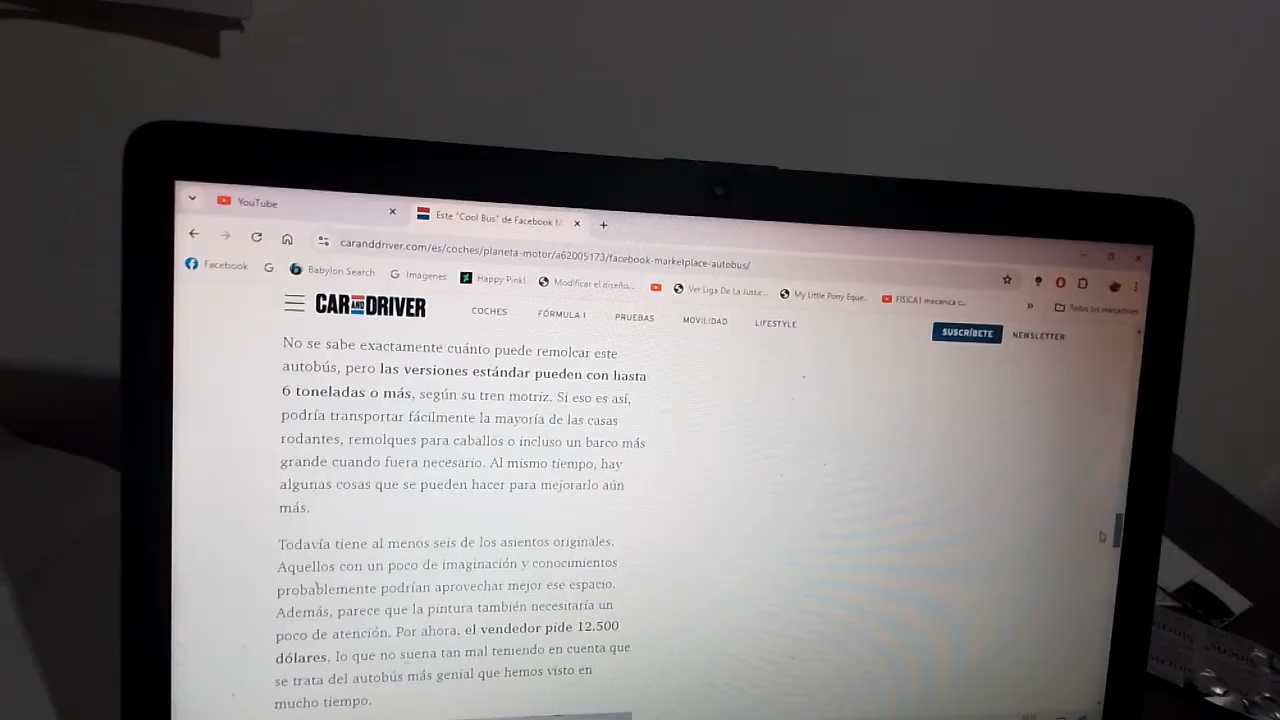 YouTube
Este "Cool Bus" de Facebook M
caranddriver.com/es/coches/planeta-motor/a62005173/facebook-marketplace-autobus/
Facebook
Babylon Search
Imágenes
Happy Pink!
Modificar el diseño...
Ver Liga De La Justic...
My Little Pony Eque...
FISICA1 mecanica c...
»
Todos los marcadores
CAR AND DRIVER
COCHES
FÓRMULA 1
PRUEBAS
MOVILIDAD
LIFESTYLE
SUSCRÍBETE
NEWSLETTER
No se sabe exactamente cuánto puede remolcar este
autobús, pero las versiones estándar pueden con hasta
6 toneladas o más, según su tren motriz. Si eso es así,
podría transportar fácilmente la mayoría de las casas
rodantes, remolques para caballos o incluso un barco más
grande cuando fuera necesario. Al mismo tiempo, hay
algunas cosas que se pueden hacer para mejorarlo aún
más.
Todavía tiene al menos seis de los asientos originales.
Aquellos con un poco de imaginación y conocimientos
probablemente podrían aprovechar mejor ese espacio.
Además, parece que la pintura también necesitaría un
poco de atención. Por ahora, el vendedor pide 12.500
dólares, lo que no suena tan mal teniendo en cuenta que
se trata del autobús más genial que hemos visto en
mucho tiempo.